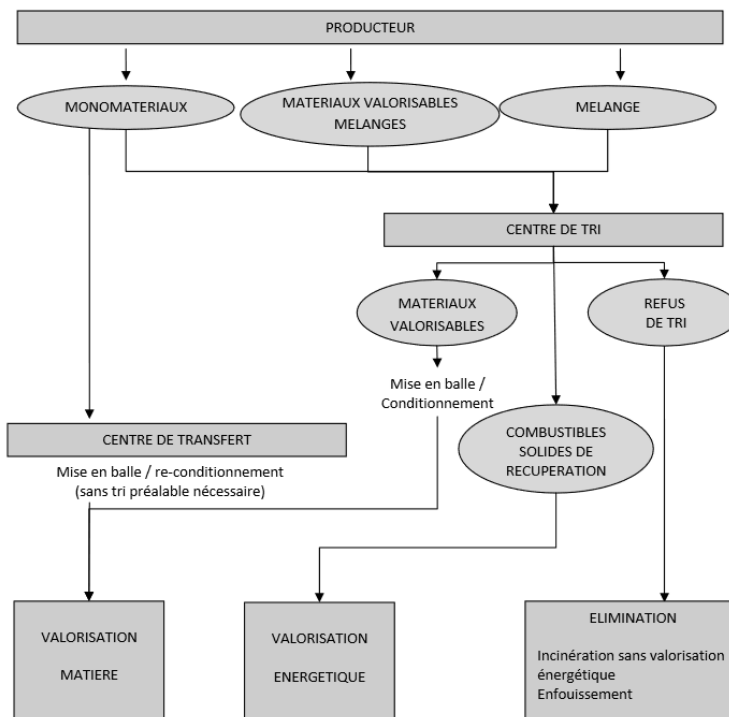 PRODUCTEUR
MONOMATERIAUX
MATERIAUX VALORISABLES
MELANGES
MELANGE
CENTRE DE TRI
MATERIAUX
VALORISABLES
REFUS
DE TRI
Mise en balle /
Conditionnement
CENTRE DE TRANSFERT
Mise en balle / re-conditionnement
(sans tri préalable nécessaire)
COMBUSTIBLES
SOLIDES DE
RECUPERATION
VALORISATION
MATIERE
VALORISATION
ENERGETIQUE
ELIMINATION
Incinération sans valorisation
énergétique
Enfouissement